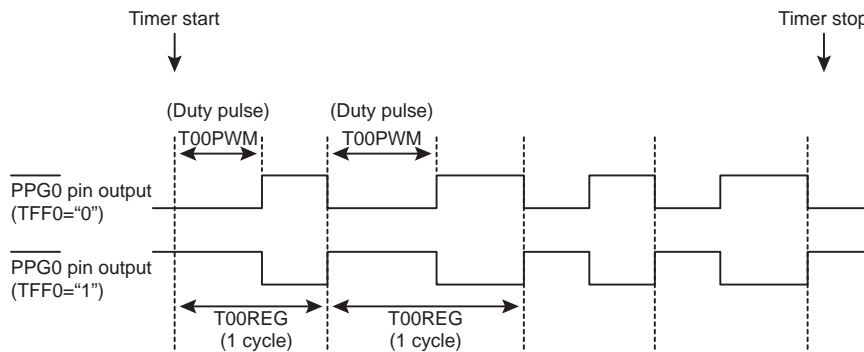 Timer start
Timer stop
(Duty pulse)
(Duty pulse)
T00PWM
T00PWM
PPG0 pin output
(TFF0=“0”)
PPG0 pin output
(TFF0=“1”)
T00REG
T00REG
(1 cycle)
(1 cycle)